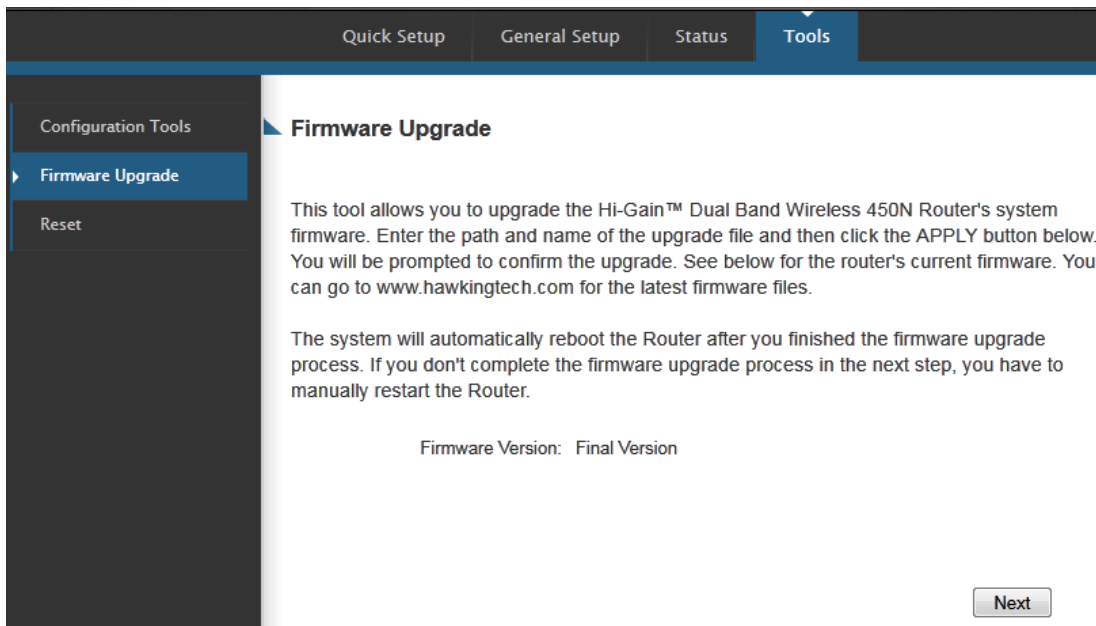 Quick Setup General Setup Status Tools
Configuration Tools
Firmware Upgrade
Reset
Firmware Upgrade
This tool allows you to upgrade the Hi-Gain™ Dual Band Wireless 450N Router's system
firmware. Enter the path and name of the upgrade file and then click the APPLY button below.
You will be prompted to confirm the upgrade. See below for the router's current firmware. You
can go to www.hawkingtech.com for the latest firmware files.
The system will automatically reboot the Router after you finished the firmware upgrade
process. If you don't complete the firmware upgrade process in the next step, you have to
manually restart the Router.
Firmware Version: Final Version
Next